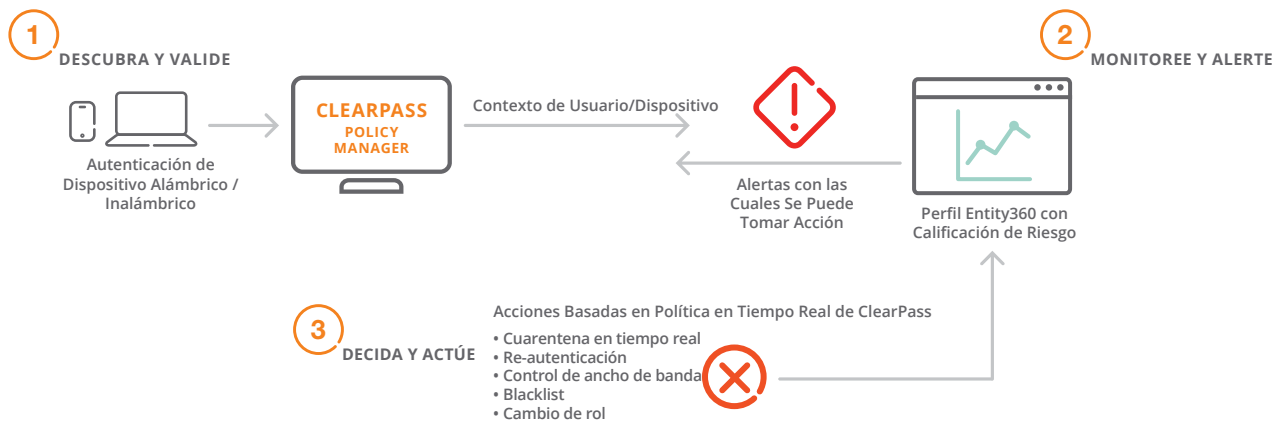 1
DESCUBRA Y VALIDE
Autenticación de
Dispositivo Alámbrico /
Inalámbrico
CLEARPASS
POLICY
MANAGER
Contexto de Usuario/Dispositivo
Alertas con las
Cuales Se Puede
Tomar Acción
2
MONITOREE Y ALERTE
Perfil Entity360 con
Calificación de Riesgo
3
DECIDA Y ACTÚE
Acciones Basadas en Política en Tiempo Real de ClearPass
• Cuarentena en tiempo real
• Re-autenticación
• Control de ancho de banda
• Blacklist
• Cambio de rol